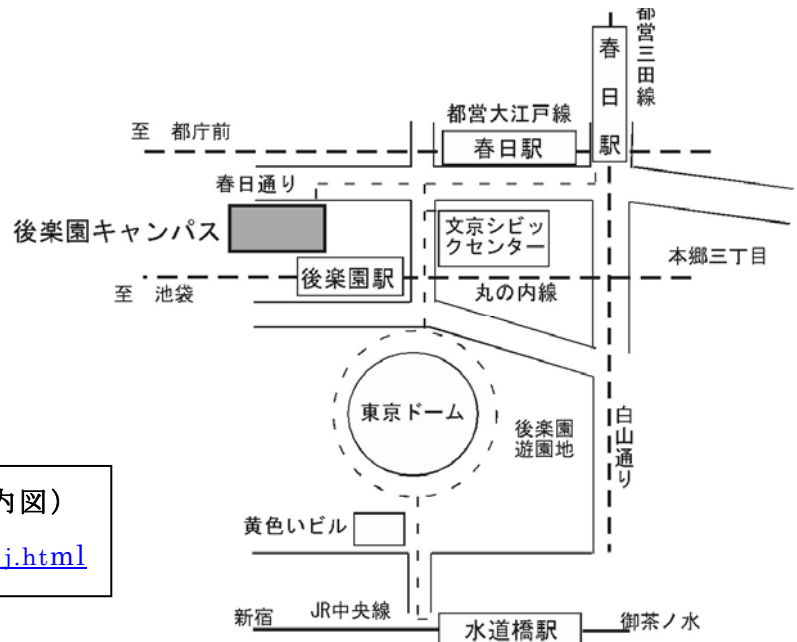 都営三田線
春日駅
都営大江戸線
至 都庁前
春日駅
春日通り
後楽園キャンパス
文京シビッ
クセンター
本郷三丁目
後楽園駅
至 池袋
丸の内線
東京ドーム
後楽園
遊園地
白山通り
内図）
j.html
黄色いビル
新宿
JR中央線
水道橋駅
御茶ノ水